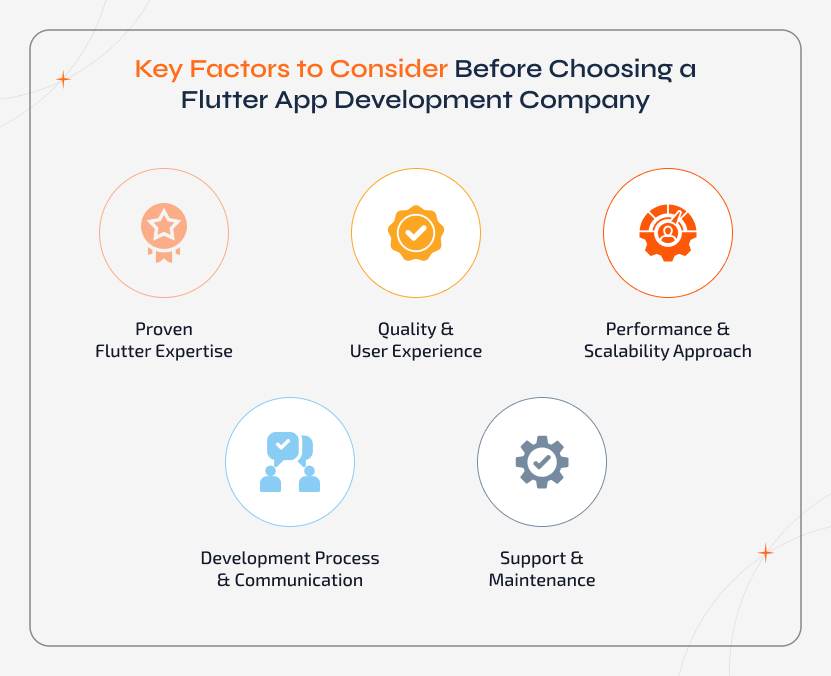 Key Factors to Consider Before Choosing a
Flutter App Development Company
Proven
Flutter Expertise
Quality &
User Experience
Performance &
Scalability Approach
Development Process
& Communication
Support &
Maintenance